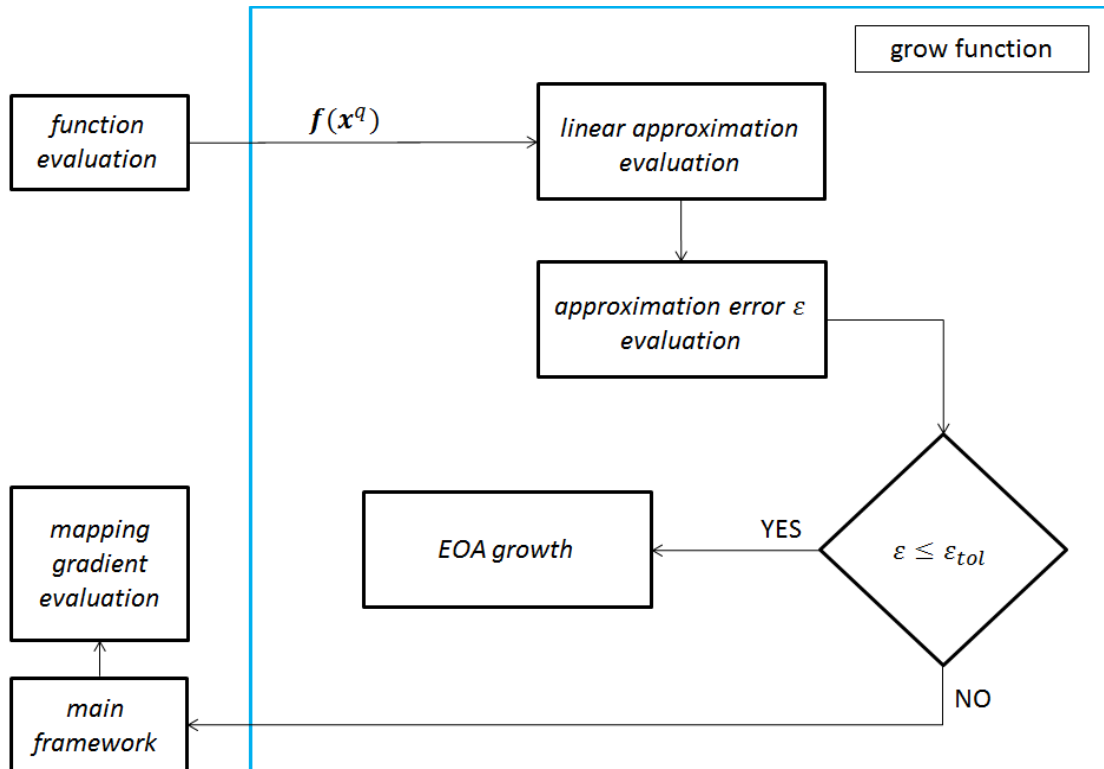 grow function
function
evaluation
f(x^q)
linear approximation
evaluation
approximation error ε
evaluation
mapping
gradient
evaluation
EOA growth
YES
ε ≤ ε_tol
main
framework
NO